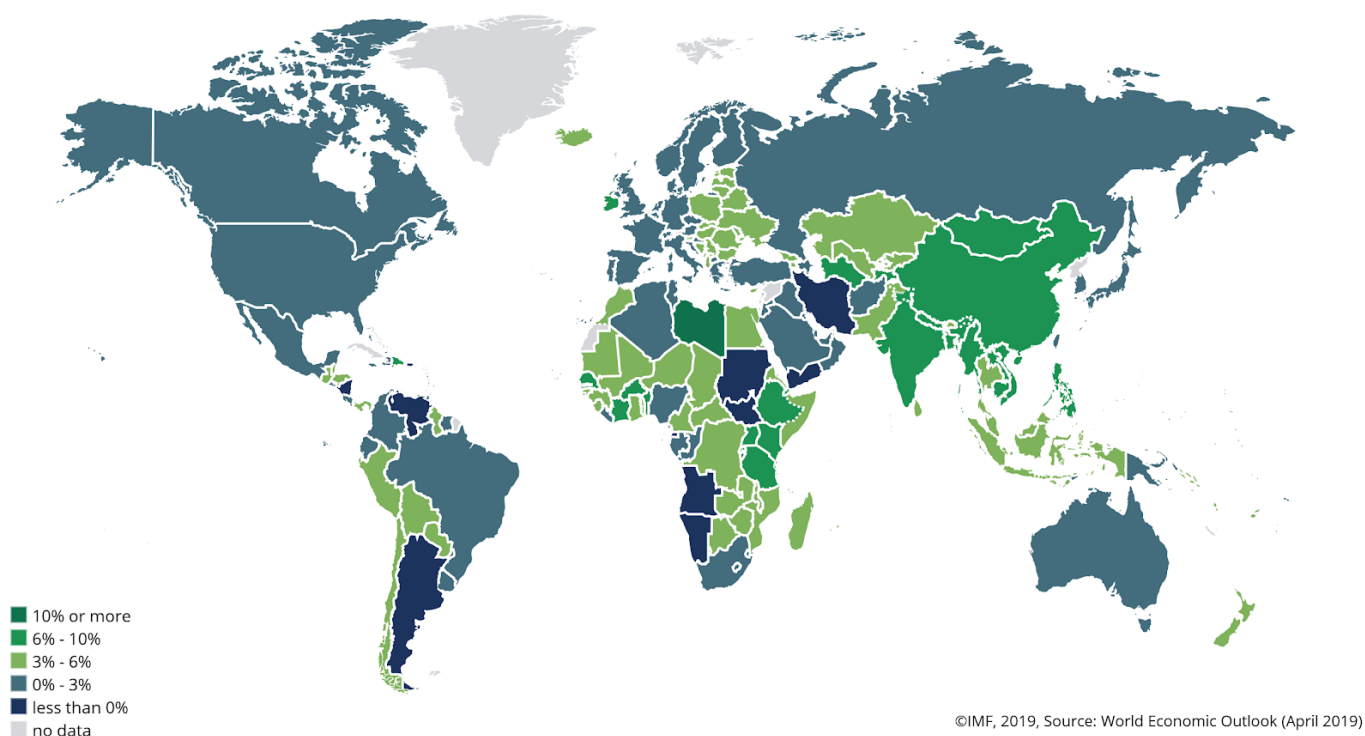 10% or more
6% - 10%
3% - 6%
0% - 3%
less than 0%
no data
©IMF, 2019, Source: World Economic Outlook (April 2019)